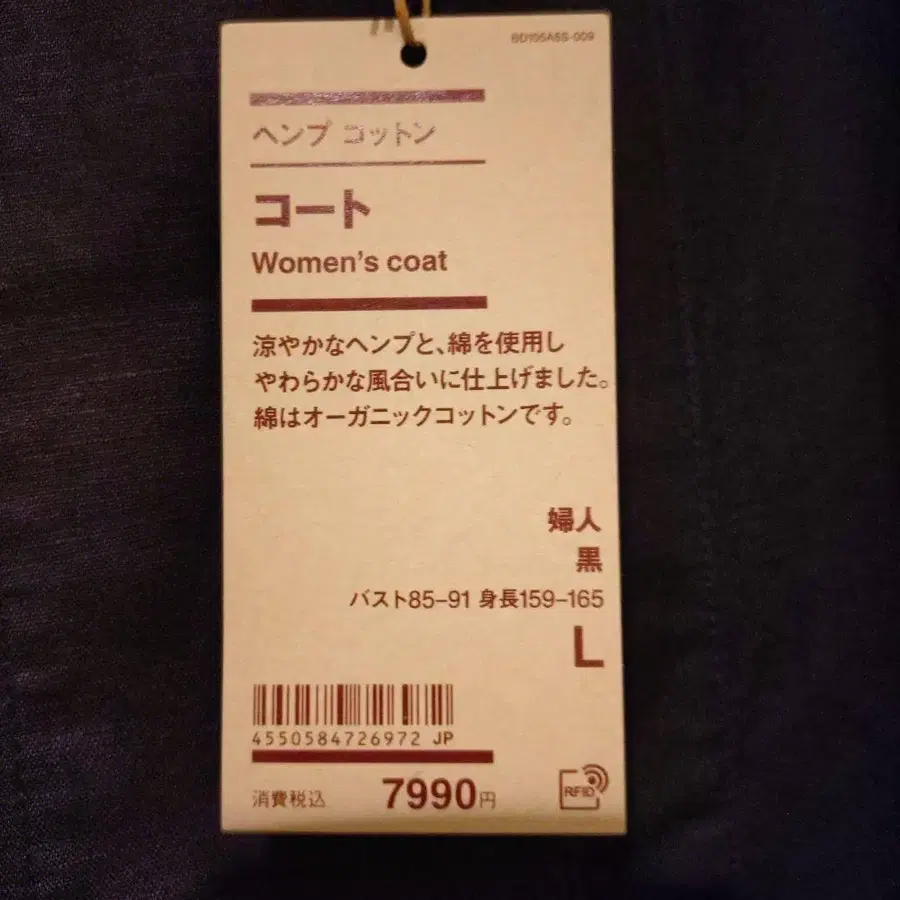 BD105A5S-009
ヘンプ コットン
コート
Women's coat
涼やかなヘンプと、綿を使用し
やわらかな風合いに仕上げました。
綿はオーガニックコットンです。
婦人
黒
バスト85-91 身長159-165
L
4550584726972 JP
消費税込 7990円
RFID